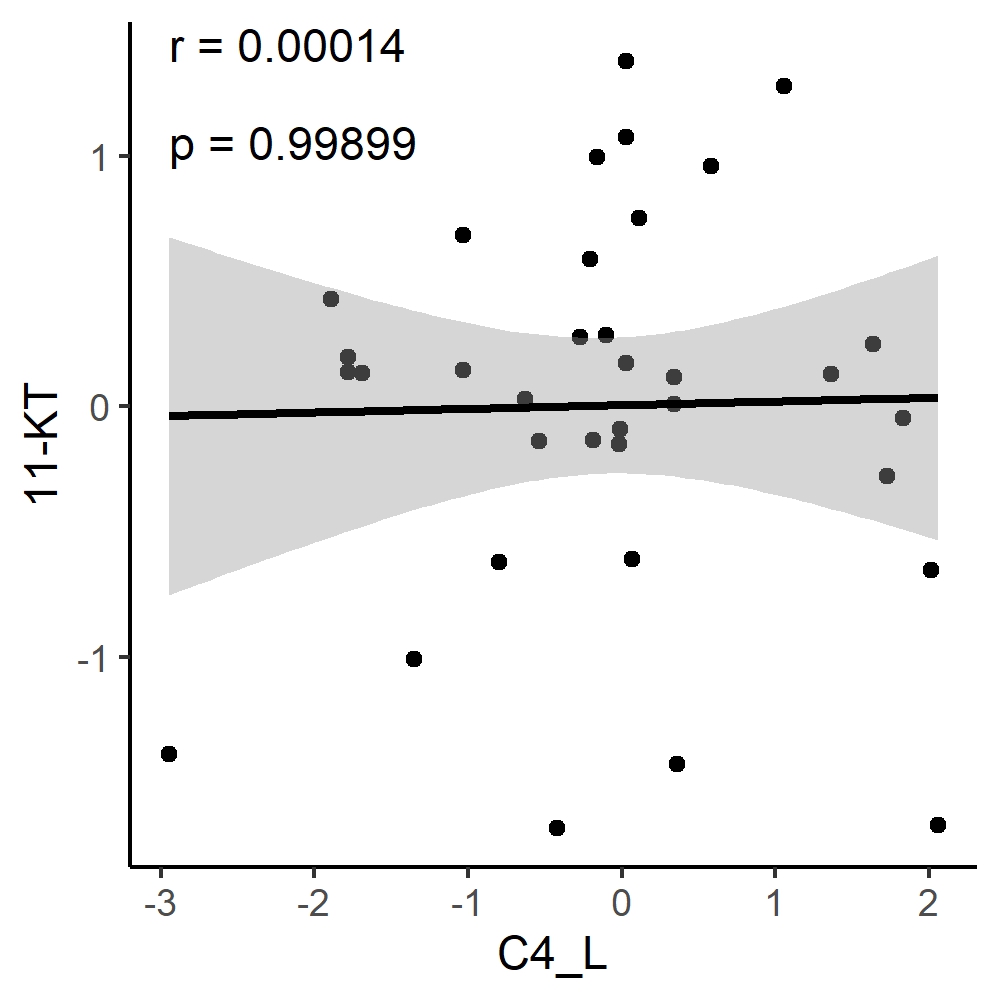 r = 0.00014
p = 0.99899
1
0
-1
11-KT
-3 -2 -1 0 1 2
C4_L